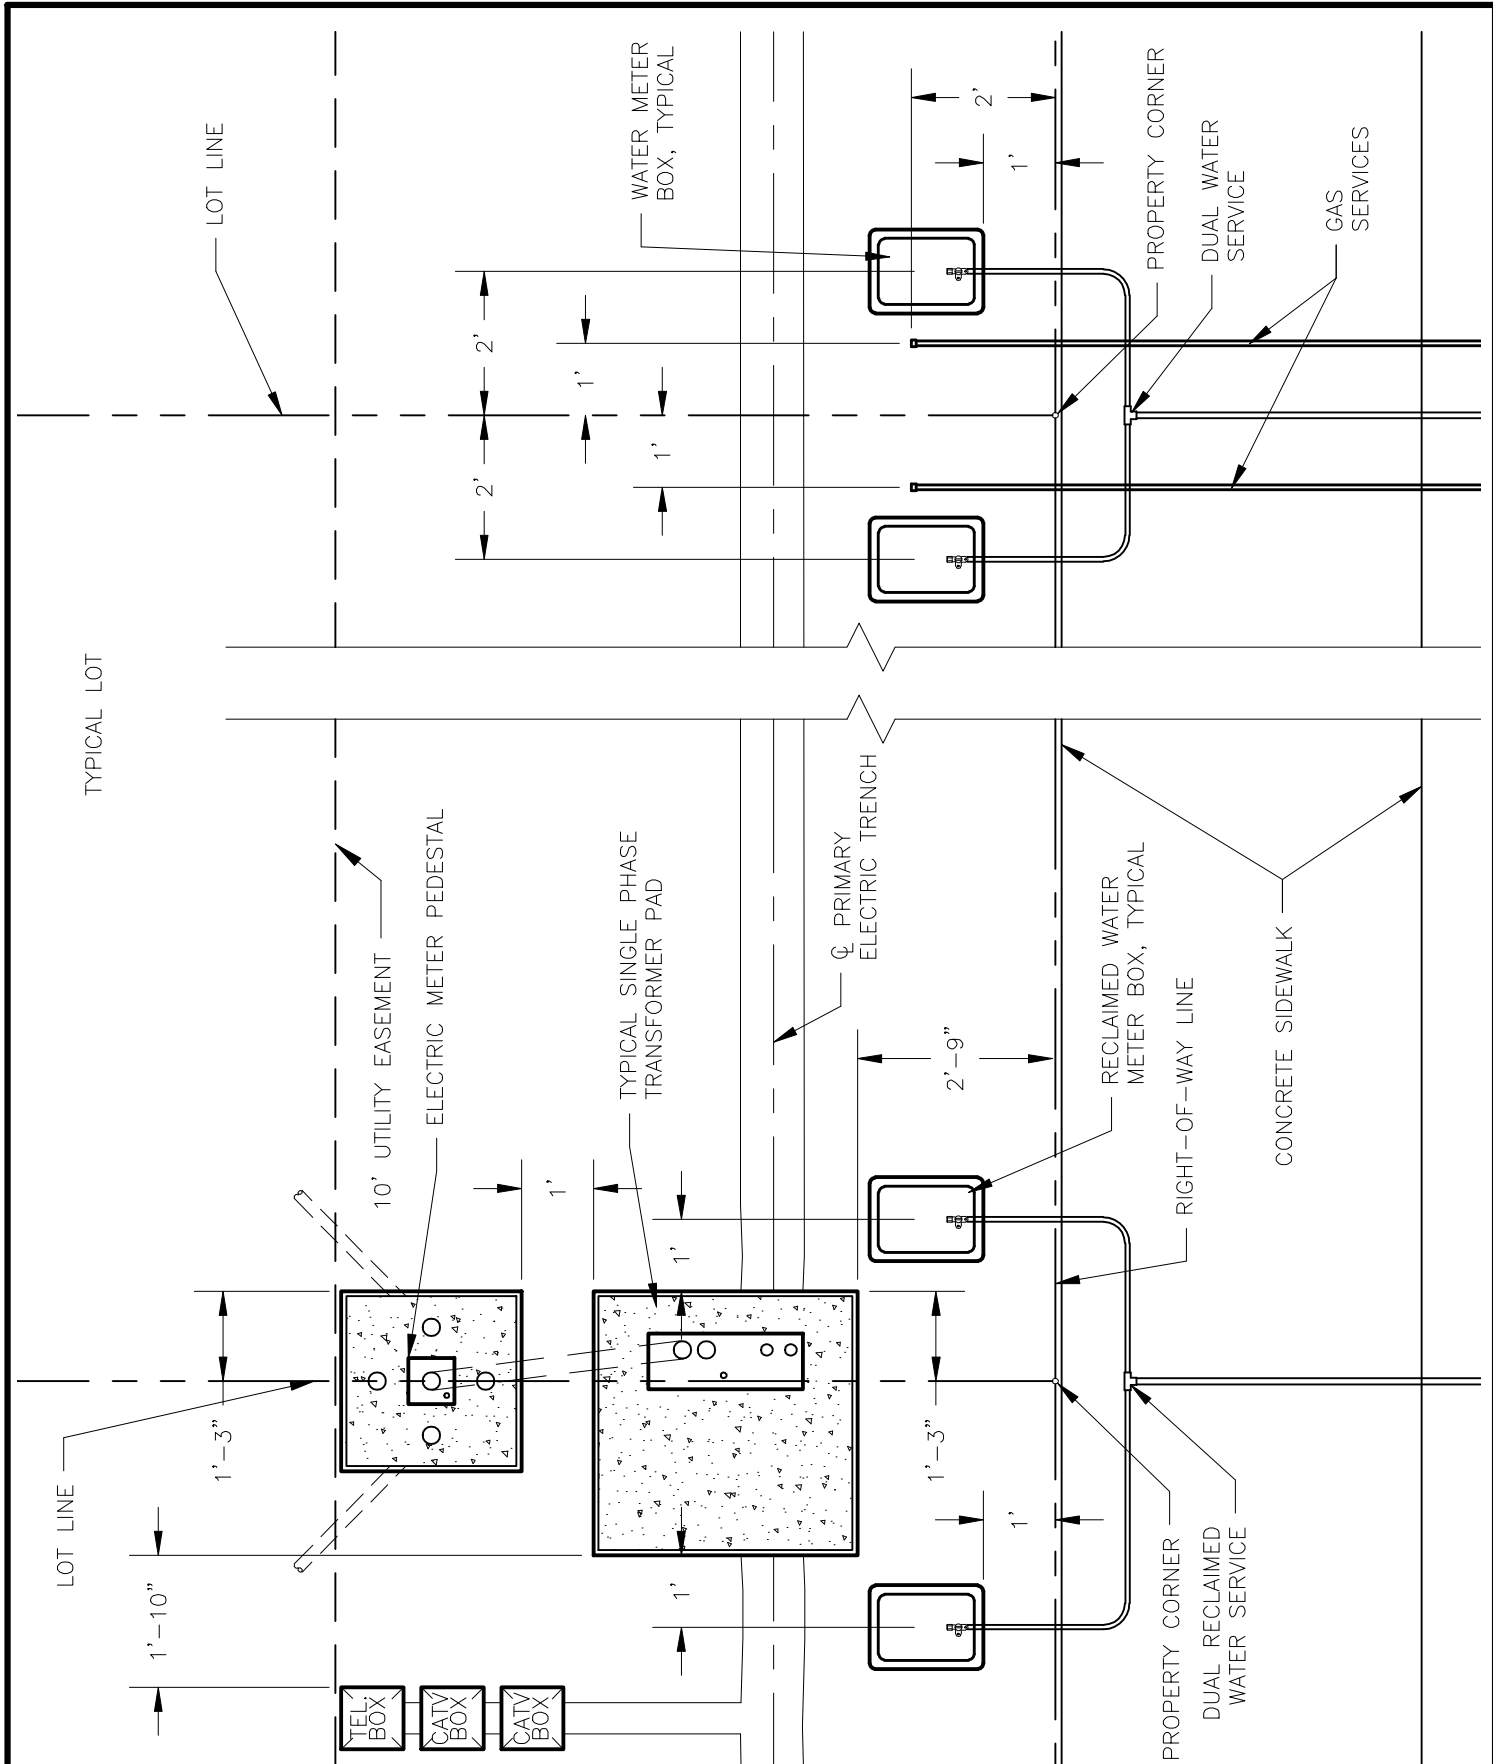 TYPICAL LOT
LOT LINE
WATER METER
BOX, TYPICAL
2'
1'
PROPERTY CORNER
DUAL WATER
SERVICE
GAS
SERVICES
2'
1'
1'
2'
10' UTILITY EASEMENT
ELECTRIC METER PEDESTAL
TYPICAL SINGLE PHASE
TRANSFORMER PAD
℄ PRIMARY
ELECTRIC TRENCH
2'-9"
RECLAIMED WATER
METER BOX, TYPICAL
RIGHT-OF-WAY LINE
CONCRETE SIDEWALK
1'
1'
LOT LINE
1'-3"
1'-3"
1'-10"
1'
1'
TEL.
BOX
CATV
BOX
CATV
BOX
PROPERTY CORNER
DUAL RECLAIMED
WATER SERVICE